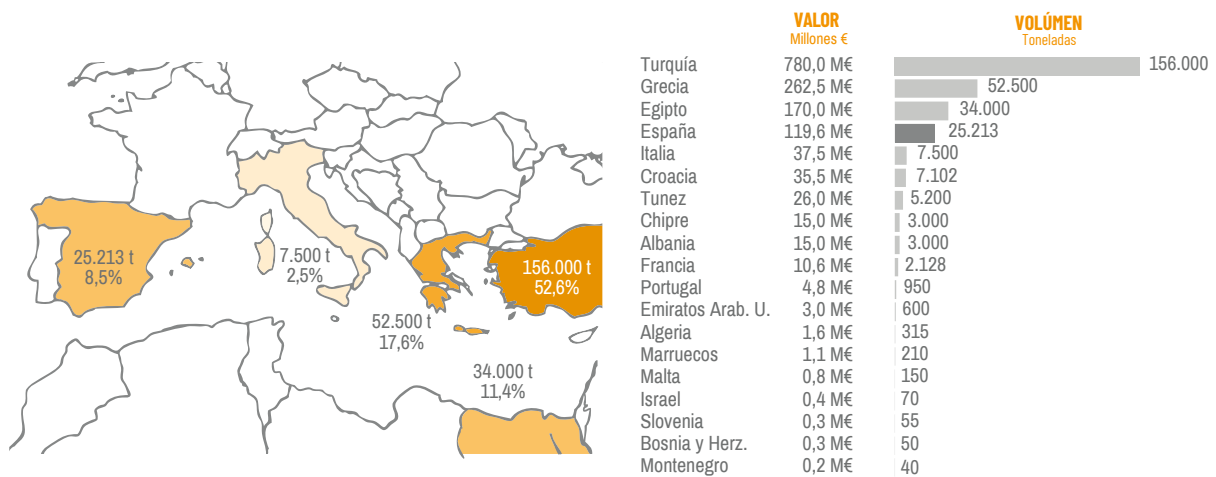 25.213 t
8,5%
7.500 t
2,5%
156.000 t
52,6%
52.500 t
17,6%
34.000 t
11,4%
VALOR
Millones €
VOLÚMEN
Toneladas
Turquía 780,0 M€ 156.000
Grecia 262,5 M€ 52.500
Egipto 170,0 M€ 34.000
España 119,6 M€ 25.213
Italia 37,5 M€ 7.500
Croacia 35,5 M€ 7.102
Tunez 26,0 M€ 5.200
Chipre 15,0 M€ 3.000
Albania 15,0 M€ 3.000
Francia 10,6 M€ 2.128
Portugal 4,8 M€ 950
Emiratos Arab. U. 3,0 M€ 600
Algeria 1,6 M€ 315
Marruecos 1,1 M€ 210
Malta 0,8 M€ 150
Israel 0,4 M€ 70
Slovenia 0,3 M€ 55
Bosnia y Herz. 0,3 M€ 50
Montenegro 0,2 M€ 40